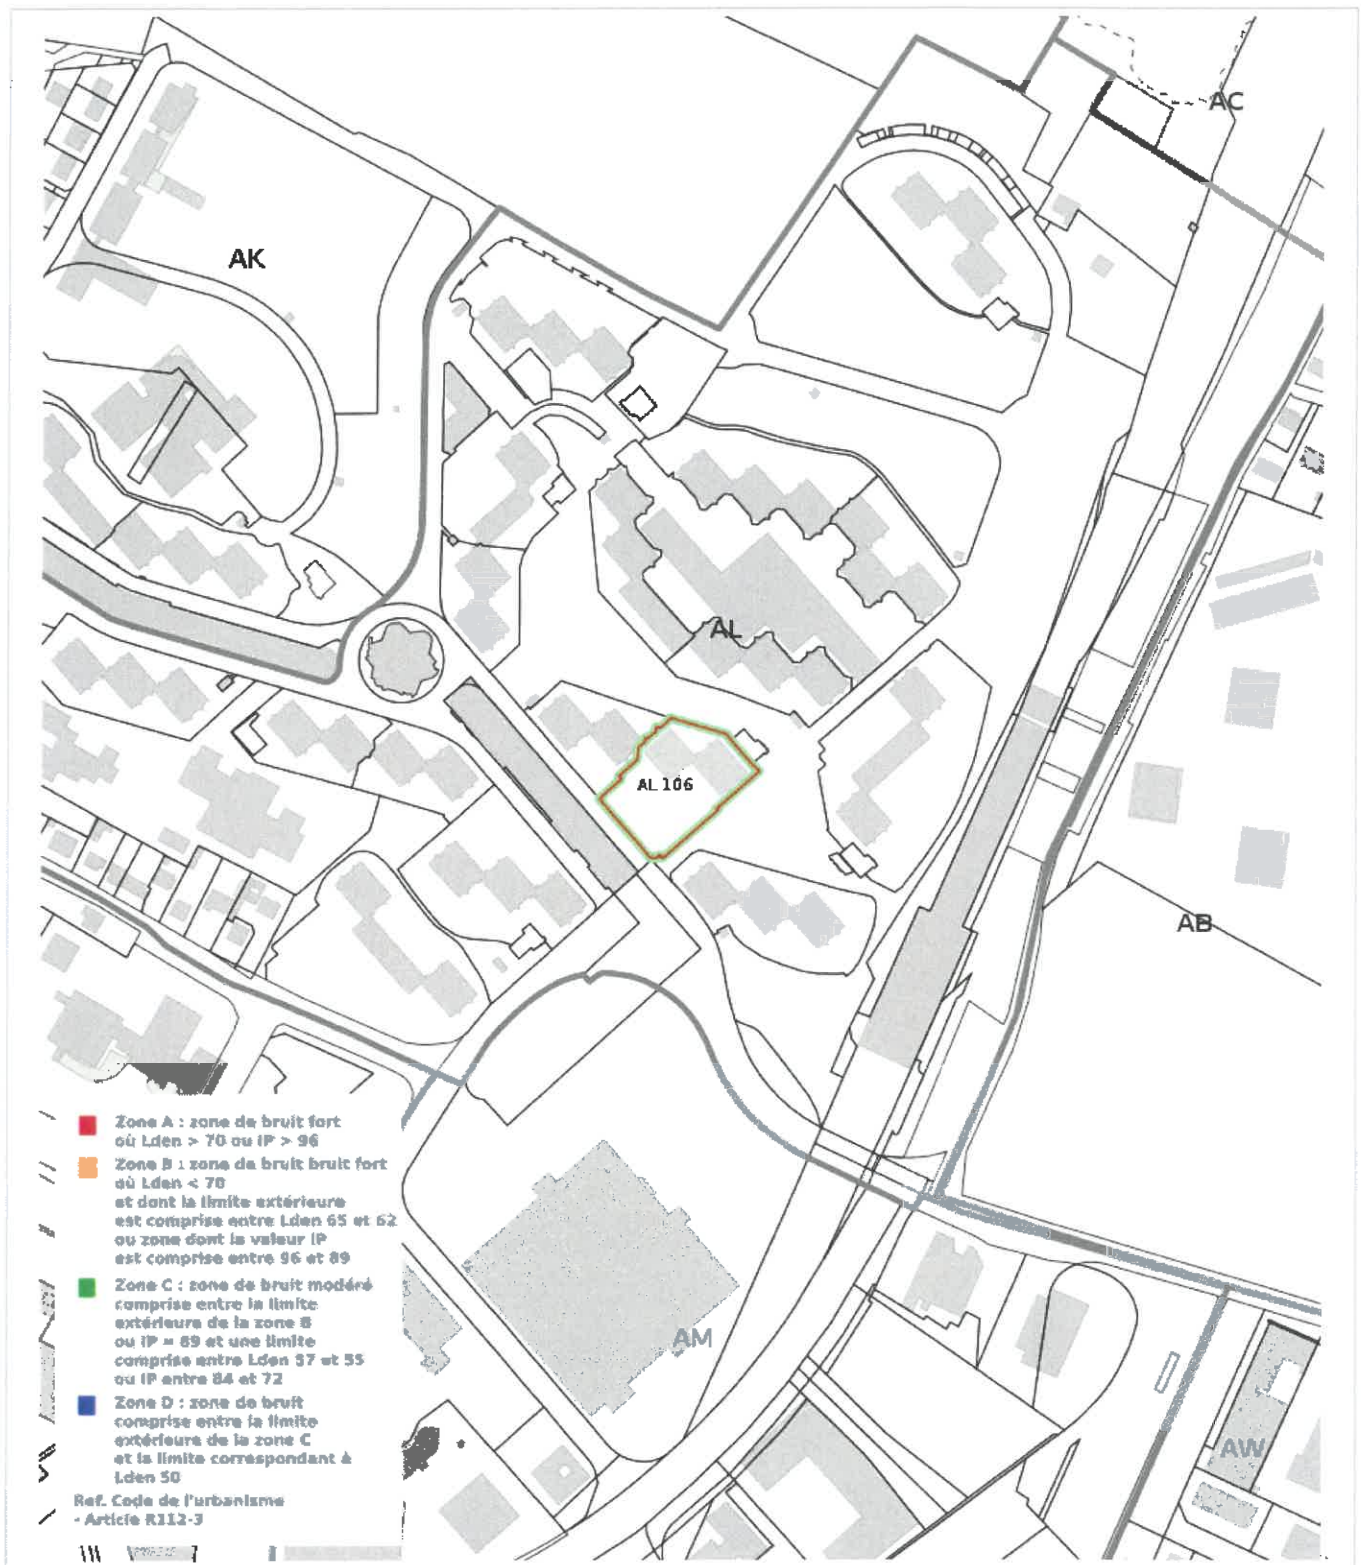 AC
AK
AL
AL 106
AB
Zone A : zone de bruit fort
où Lden > 70 ou IP > 96
Zone B : zone de bruit bruit fort
où Lden < 70
et dont la limite extérieure
est comprise entre Lden 65 et 62
ou zone dont la valeur IP
est comprise entre 96 et 89
Zone C : zone de bruit modéré
comprise entre la limite
extérieure de la zone B
ou IP = 89 et une limite
comprise entre Lden 57 et 55
ou IP entre 84 et 72
Zone D : zone de bruit
comprise entre la limite
extérieure de la zone C
et la limite correspondant à
Lden 50
Ref. Code de l'urbanisme
- Article R112-3
AM
AW